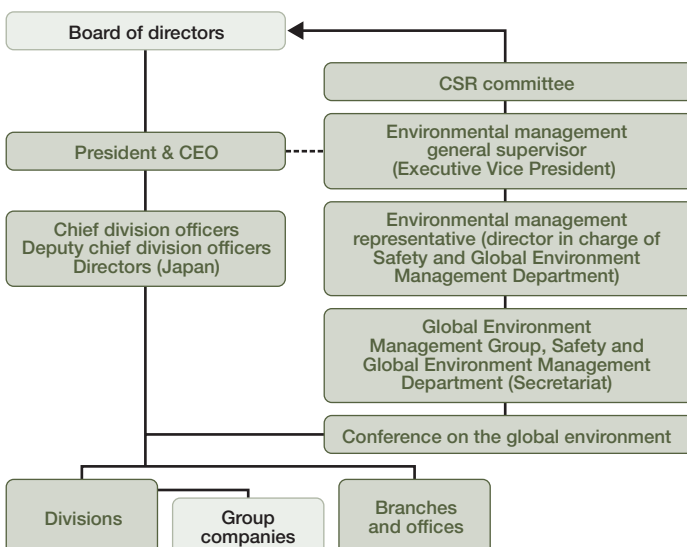 Board of directors
CSR committee
President & CEO
Environmental management
general supervisor
(Executive Vice President)
Chief division officers
Deputy chief division officers
Directors (Japan)
Environmental management
representative (director in charge of
Safety and Global Environment
Management Department)
Global Environment
Management Group, Safety and
Global Environment Management
Department (Secretariat)
Conference on the global environment
Divisions
Group
companies
Branches
and offices